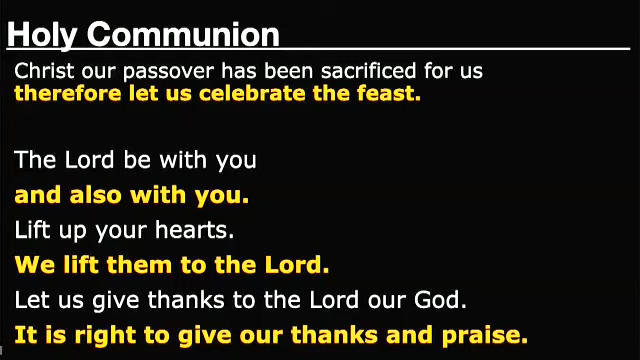 Holy Communion
Christ our passover has been sacrificed for us
therefore let us celebrate the feast.
The Lord be with you
and also with you.
Lift up your hearts.
We lift them to the Lord.
Let us give thanks to the Lord our God.
It is right to give our thanks and praise.